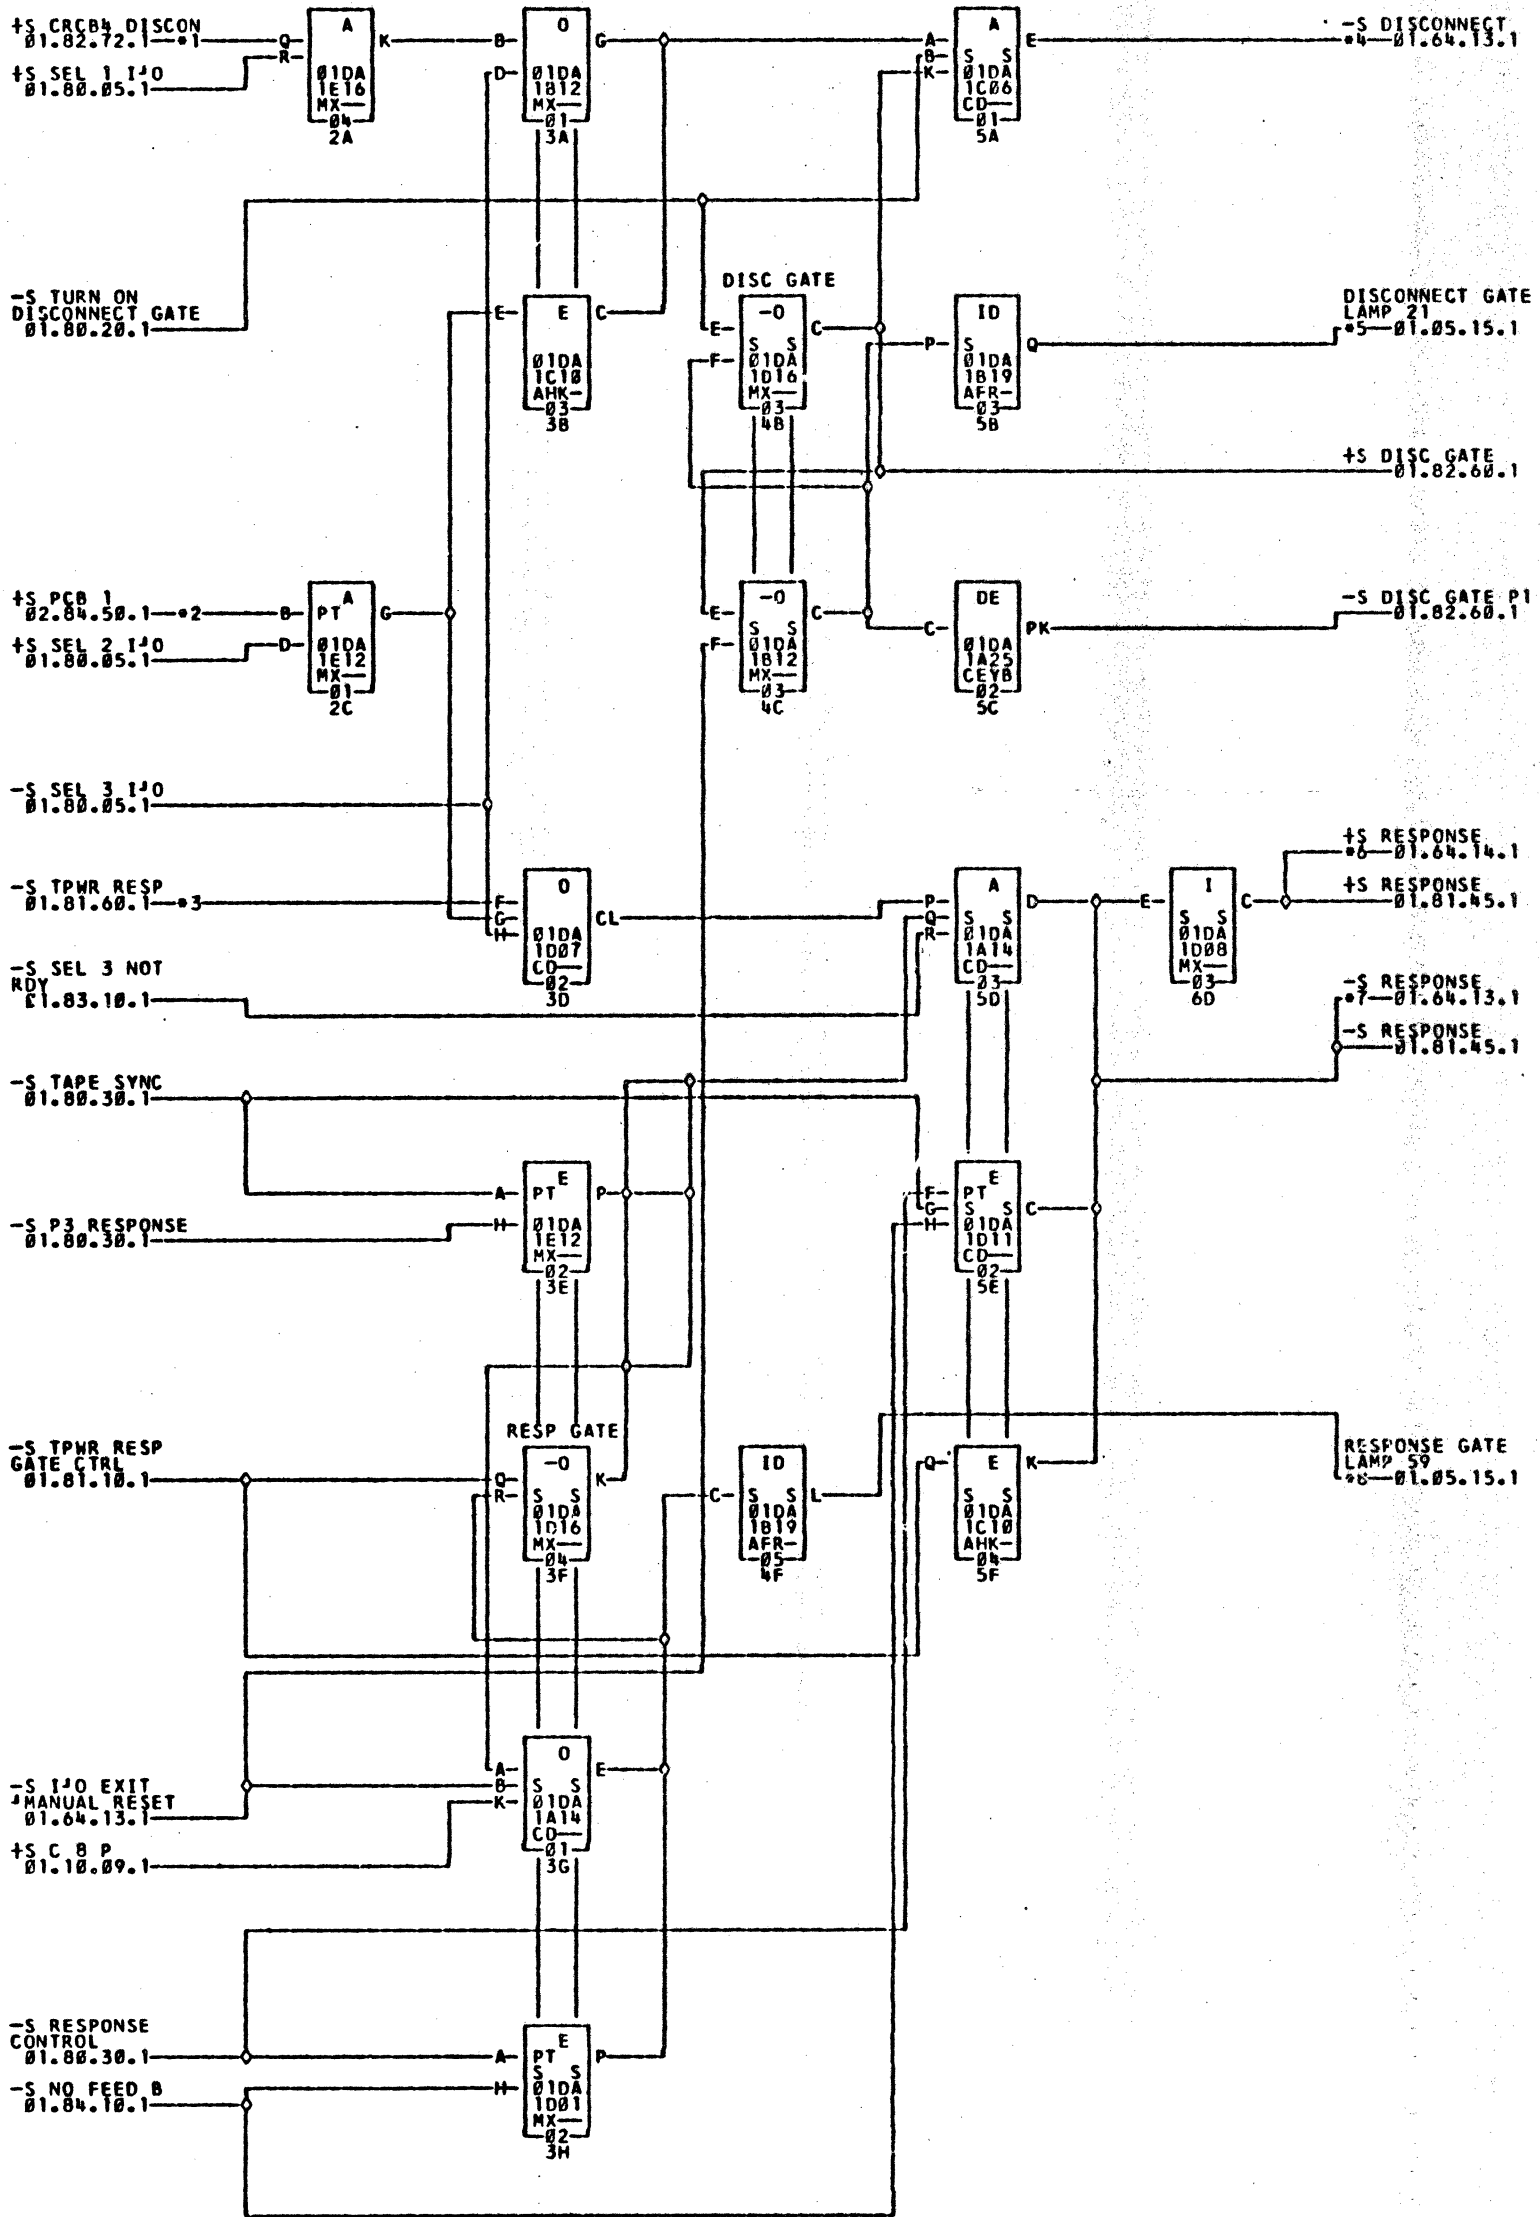 +S CRCB4 DISCON
01.82.72.1—*1
+S SEL 1 I'O
01.80.05.1
Q
R
A
01DA
1E16
MX—
04
2A
K
B
D
O
01DA
1B12
MX—
01
3A
G
A
B
K
A
S S
01DA
1C06
CD—
01
5A
E
-S DISCONNECT
*4—01.64.13.1
-S TURN ON
DISCONNECT GATE
01.80.20.1
E
E
01DA
1C10
AHK-
03
3B
C
DISC GATE
E
F
-O
S S
01DA
1D16
MX—
03
4B
C
P
ID
S
01DA
1B19
AFR-
03
5B
Q
DISCONNECT GATE
LAMP 21
*5—01.05.15.1
+S DISC GATE
01.82.60.1
+S PCB 1
02.84.50.1—*2
+S SEL 2 I'O
01.80.05.1
B
D
A
PT
01DA
1E12
MX—
01
2C
G
E
F
-O
S S
01DA
1B12
MX—
03
4C
C
C
DE
01DA
1A25
CEYB
02
5C
PK
-S DISC GATE P1
01.82.60.1
-S SEL 3 I'O
01.80.05.1
-S TPWR RESP
01.81.60.1—*3
F
G
H
O
01DA
1D07
CD—
02
3D
CL
-S SEL 3 NOT
RDY
01.83.10.1
P
Q
R
A
S S
01DA
1A14
CD—
03
5D
D
E
I
S S
01DA
1D08
MX—
03
6D
C
+S RESPONSE
*6—01.64.14.1
+S RESPONSE
01.81.45.1
-S RESPONSE
*7—01.64.13.1
-S RESPONSE
01.81.45.1
-S TAPE SYNC
01.80.30.1
-S P3 RESPONSE
01.80.30.1
A
H
E
PT
01DA
1E12
MX—
02
3E
P
F
G
H
E
PT
S S
01DA
1D11
CD—
02
5E
C
-S TPWR RESP
GATE CTRL
01.81.10.1
RESP GATE
Q
R
-O
S S
01DA
1D16
MX—
04
3F
K
C
ID
S S
01DA
1B19
AFR-
05
4F
L
Q
E
S S
01DA
1C10
AHK-
04
5F
K
RESPONSE GATE
LAMP 59
*8—01.05.15.1
-S I'O EXIT
'MANUAL RESET
01.64.13.1
+S C B P
01.10.09.1
A
B
K
O
S S
01DA
1A14
CD—
01
3G
E
-S RESPONSE
CONTROL
01.80.30.1
-S NO FEED B
01.84.10.1
A
H
E
PT
S S
01DA
1D01
MX—
02
3H
P